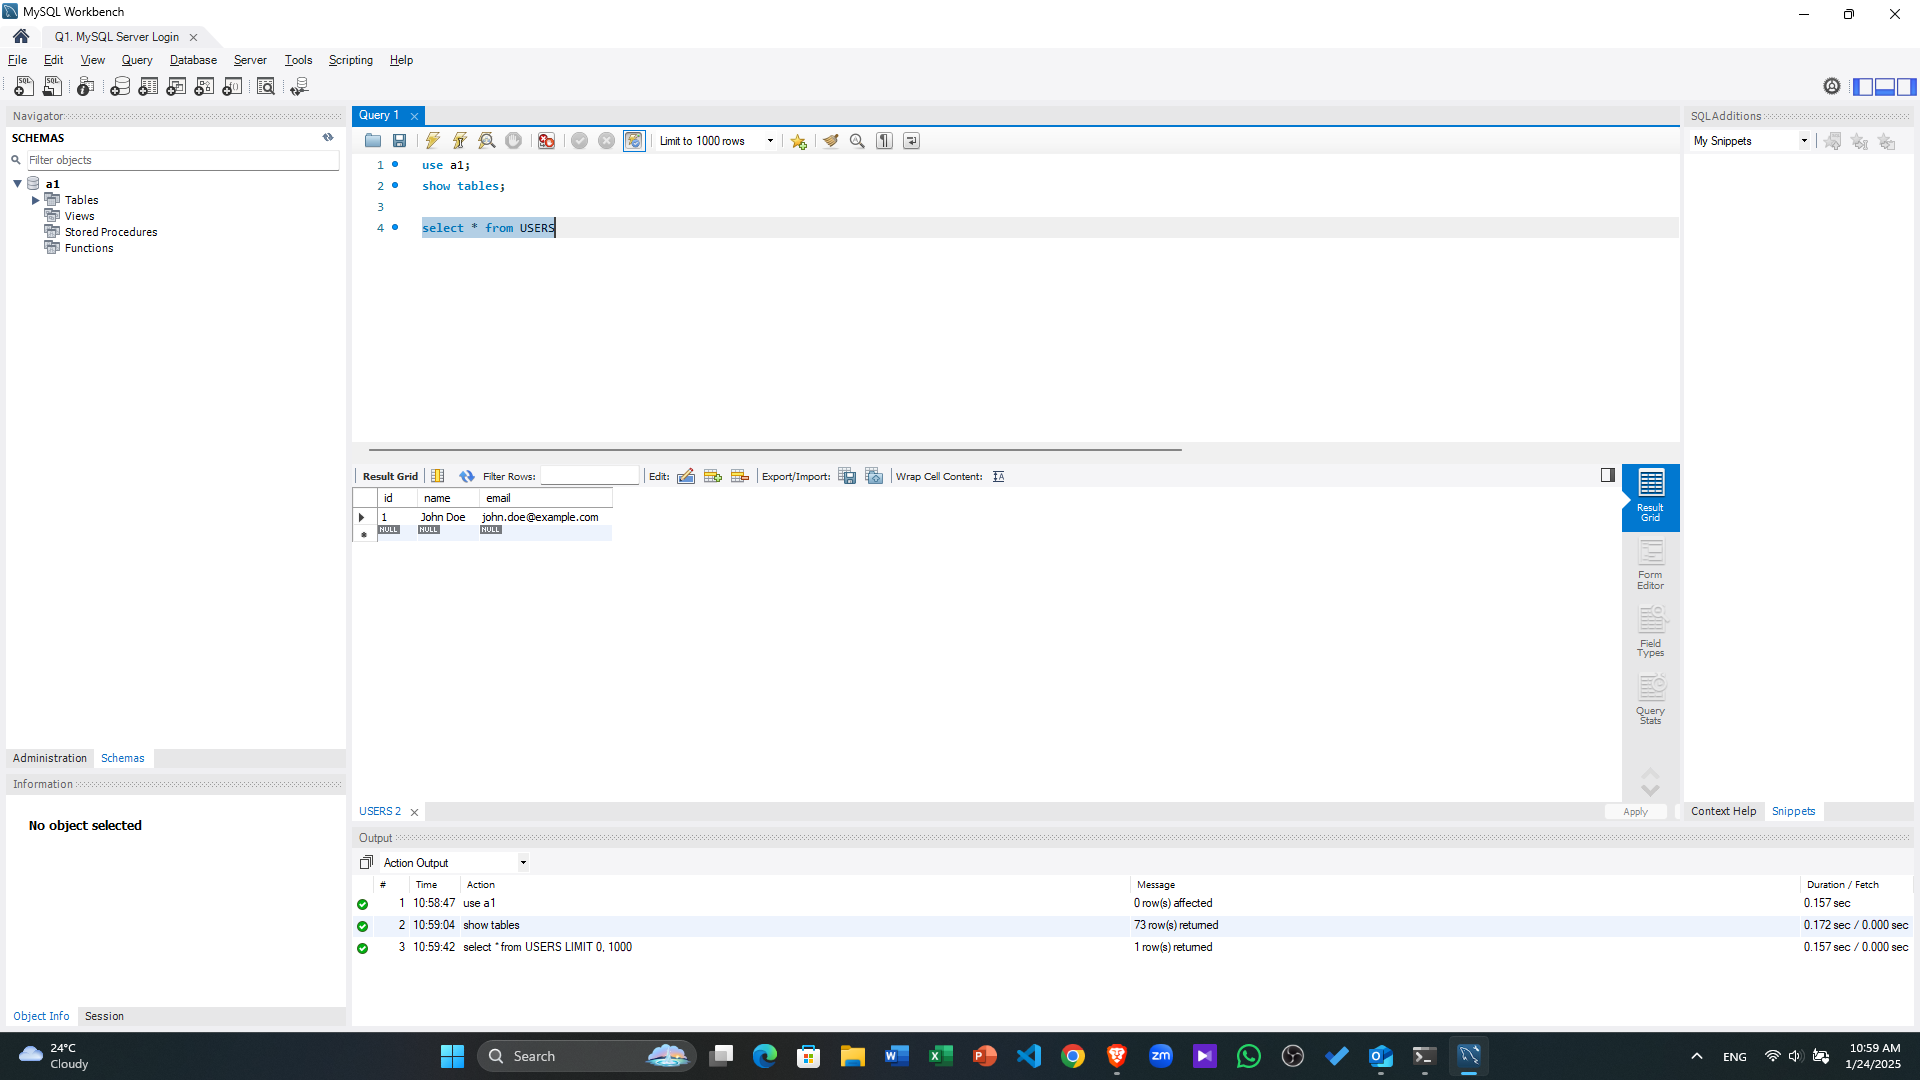 MySQL Workbench
Q1. MySQL Server Login
File Edit View Query Database Server Tools Scripting Help
Navigator
SCHEMAS
Filter objects
a1
Tables
Views
Stored Procedures
Functions
Administration Schemas
Information
No object selected
Object Info Session
Query 1
Limit to 1000 rows
1 use a1;
2 show tables;
3
4 select * from USERS
Result Grid Filter Rows: Edit: Export/Import: Wrap Cell Content:
id name email
1 John Doe john.doe@example.com
NULL NULL NULL
Result
Grid
Form
Editor
Field
Types
Query
Stats
USERS 2
Apply
SQLAdditions
My Snippets
Context Help Snippets
Output
Action Output
# Time Action Message Duration / Fetch
1 10:58:47 use a1 0 row(s) affected 0.157 sec
2 10:59:04 show tables 73 row(s) returned 0.172 sec / 0.000 sec
3 10:59:42 select * from USERS LIMIT 0, 1000 1 row(s) returned 0.157 sec / 0.000 sec
24°C
Cloudy
Search
zm
ENG
10:59 AM
1/24/2025